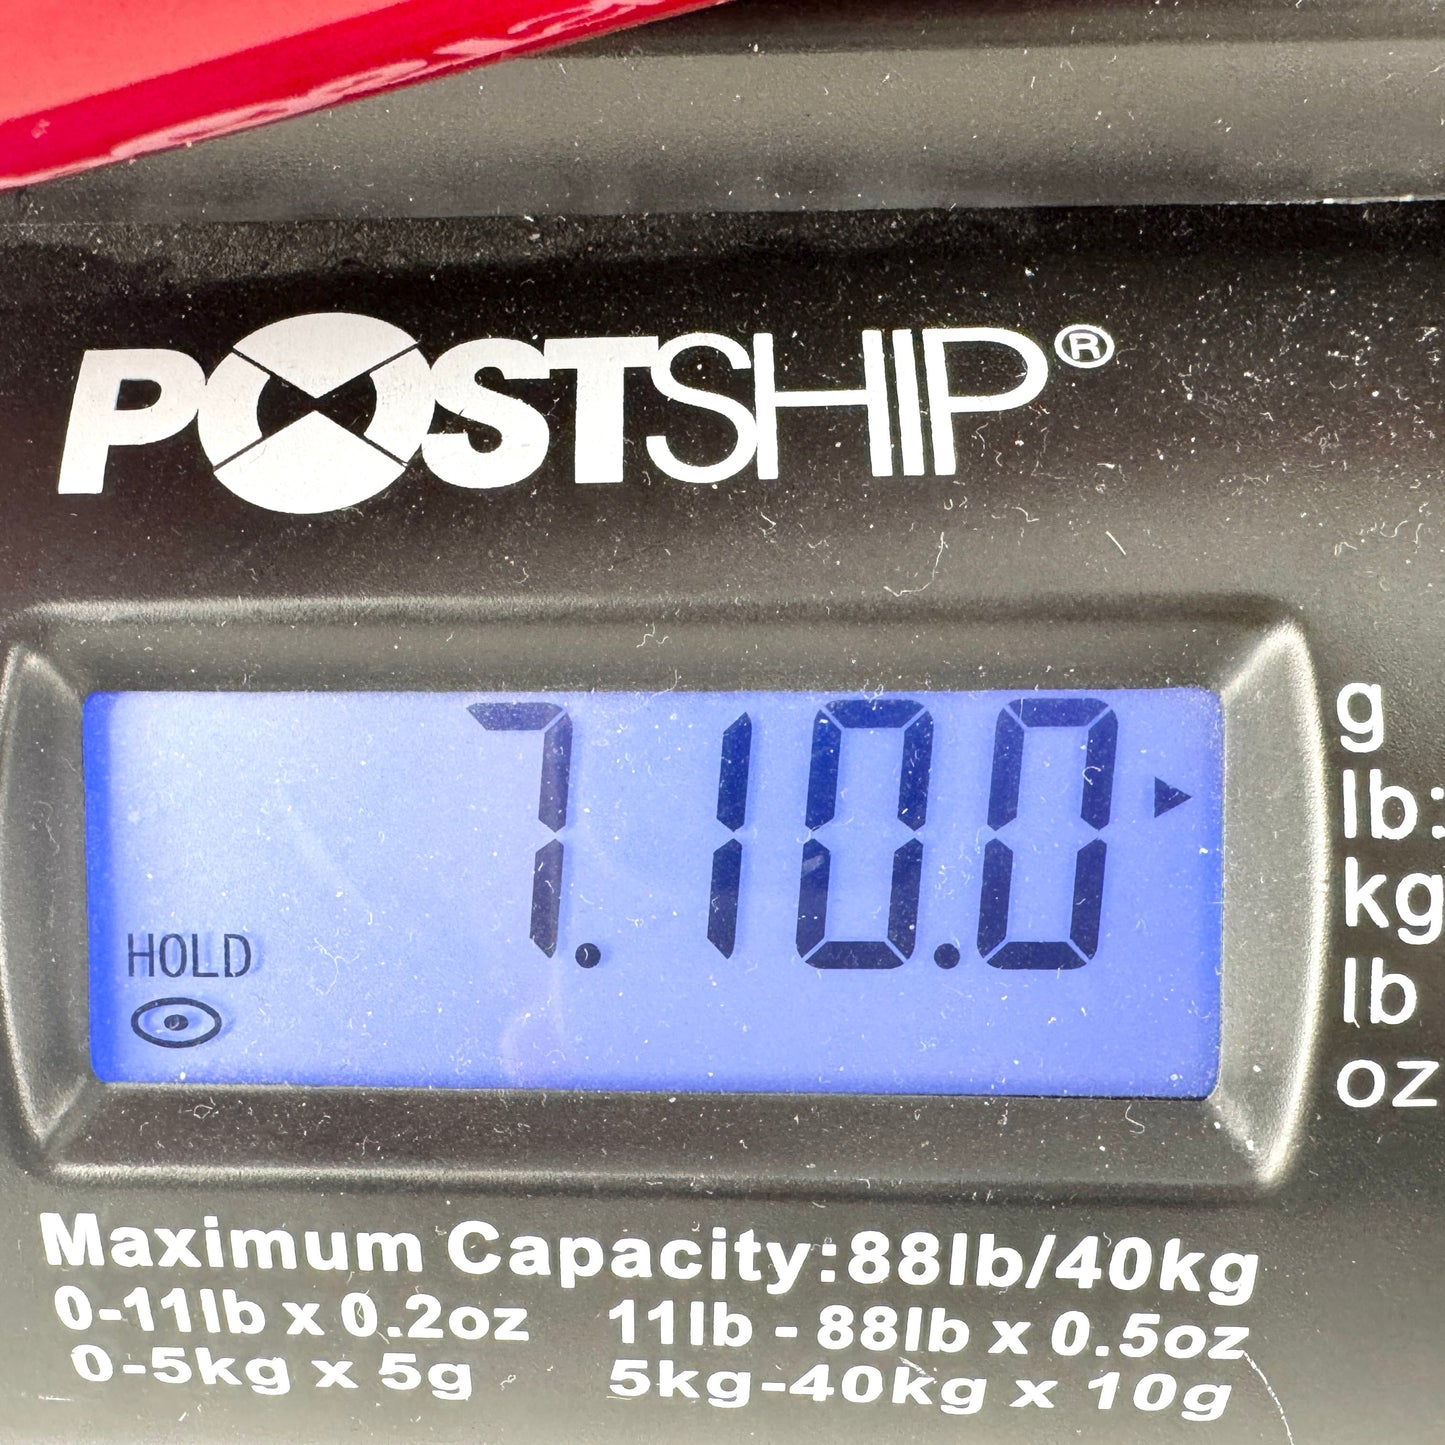 POSTSHIP®
7.10.0
HOLD
g
lb:
kg
lb
oz
Maximum Capacity:88lb/40kg
0-11lb x 0.2oz 11lb - 88lb x 0.5oz
0-5kg x 5g 5kg-40kg x 10g